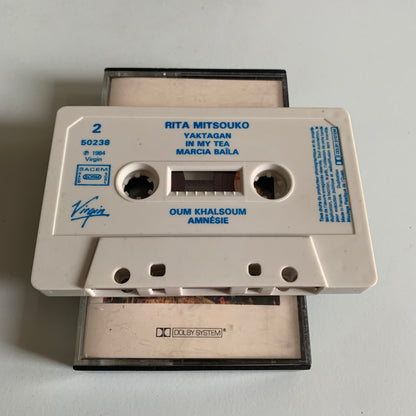 2
50238
℗ 1984
Virgin
SACEM
RITA MITSOUKO
YAKTAGAN
IN MY TEA
MARCIA BAÏLA
OUM KHALSOUM
AMNÉSIE
Virgin
DOLBY SYSTEM